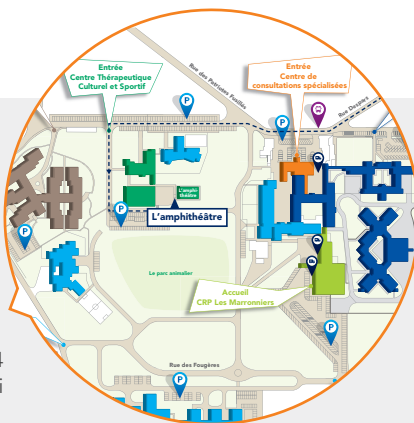 Entrée
Centre Thérapeutique
Culturel et Sportif
Rue des Patriotes Fusillés
Entrée
Centre de
consultations spécialisées
Rue Despars
P
P
L'amphi-
théâtre
L'amphithéâtre
P
P
Le parc animalier
Accueil
CRP Les Marronniers
P
Rue des Fougères
P
P
4
i